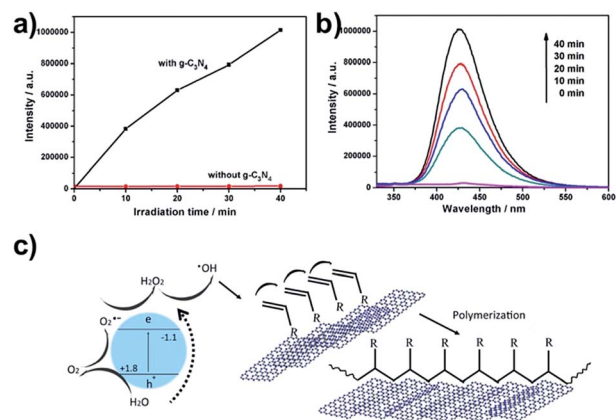 a)
1000000
800000
600000
400000
200000
0
Intensity / a.u.
with g-C₃N₄
without g-C₃N₄
0 10 20 30 40
Irradiation time / min
b)
1000000
800000
600000
400000
200000
0
Intensity / a.u.
40 min
30 min
20 min
10 min
0 min
350 400 450 500 550 600
Wavelength / nm
c)
•OH
H₂O₂
O₂•−
e
-1.1
O₂
+1.8
h⁺
H₂O
R R R R
Polymerization
R R R R R R